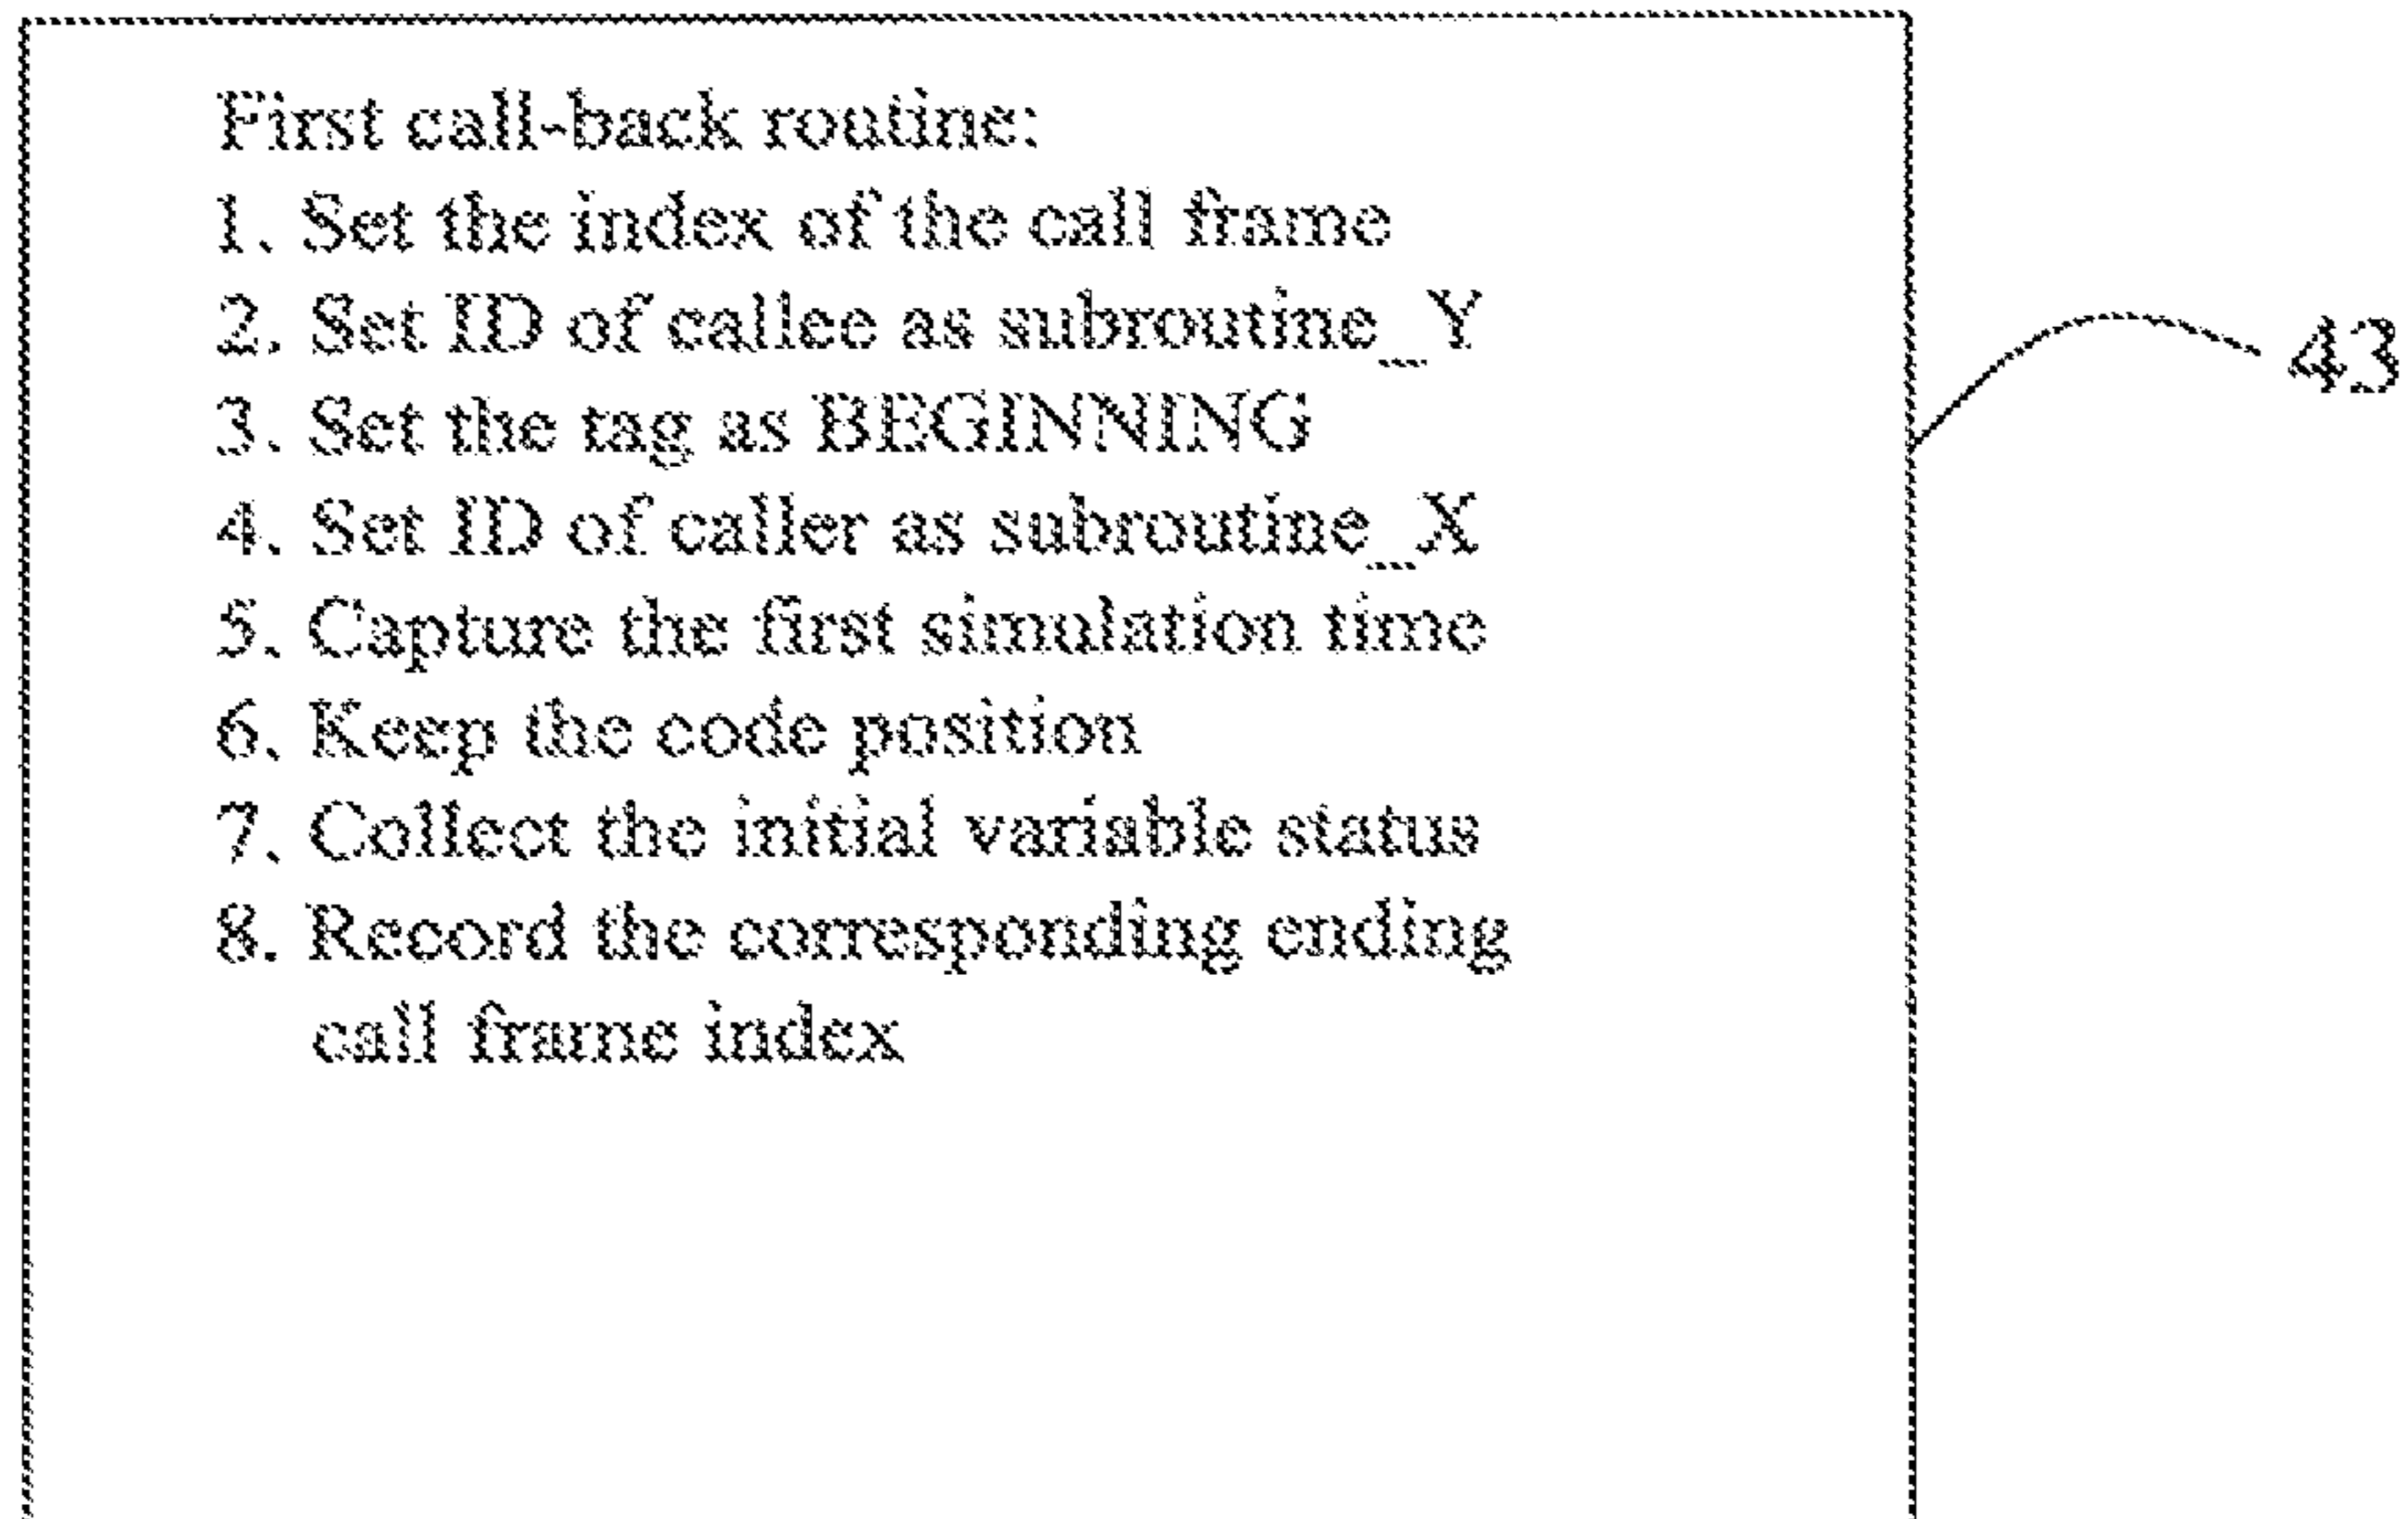 First call-back routine:
1. Set the index of the call frame
2. Set ID of callee as subroutine_Y
3. Set the tag as BEGINNING
4. Set ID of caller as subroutine_X
5. Capture the first simulation time
6. Keep the code position
7. Collect the initial variable status
8. Record the corresponding ending
call frame index
43